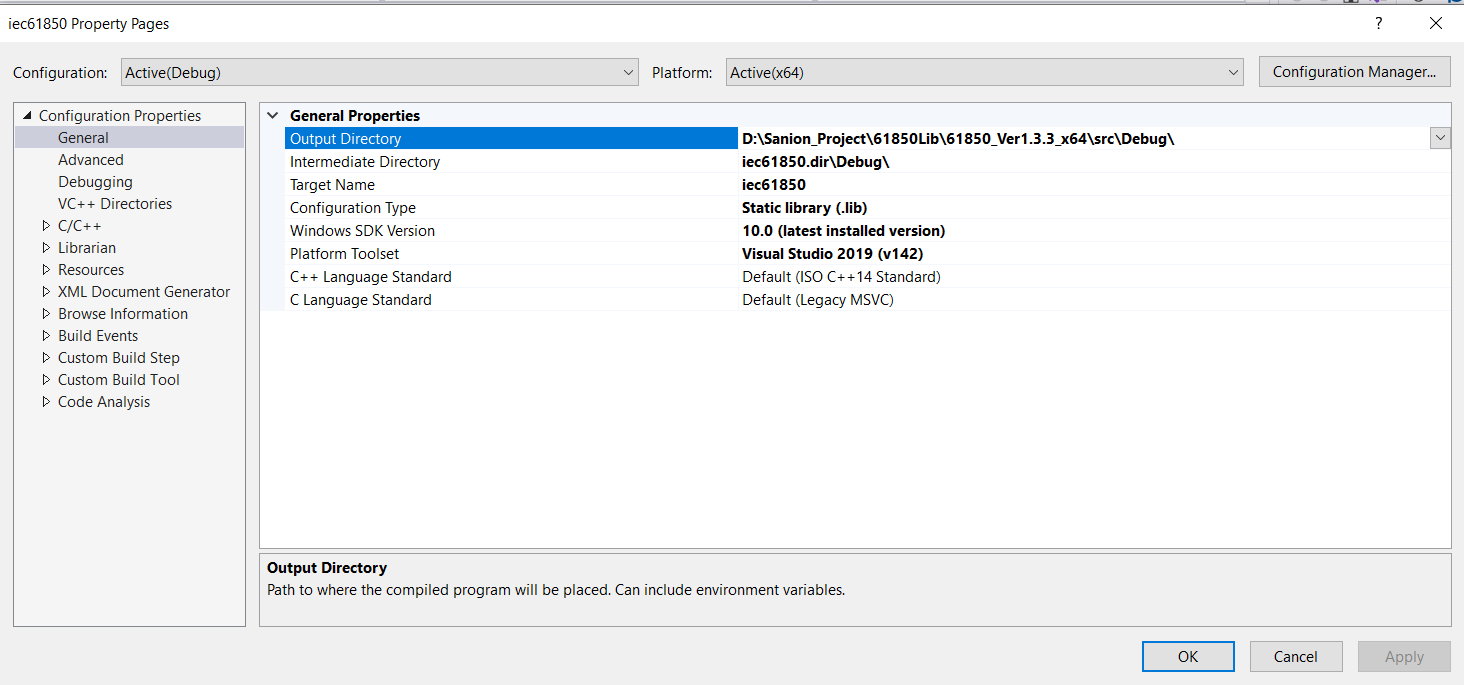 iec61850 Property Pages
?
Configuration: Active(Debug) Platform: Active(x64) Configuration Manager...
Configuration Properties
General
Advanced
Debugging
VC++ Directories
C/C++
Librarian
Resources
XML Document Generator
Browse Information
Build Events
Custom Build Step
Custom Build Tool
Code Analysis
General Properties
Output Directory D:\Sanion_Project\61850Lib\61850_Ver1.3.3_x64\src\Debug\
Intermediate Directory iec61850.dir\Debug\
Target Name iec61850
Configuration Type Static library (.lib)
Windows SDK Version 10.0 (latest installed version)
Platform Toolset Visual Studio 2019 (v142)
C++ Language Standard Default (ISO C++14 Standard)
C Language Standard Default (Legacy MSVC)
Output Directory
Path to where the compiled program will be placed. Can include environment variables.
OK Cancel Apply